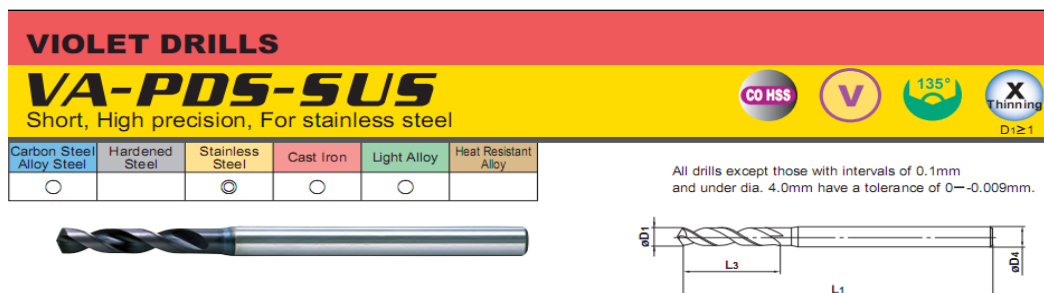 VIOLET DRILLS
VA-PDS-SUS
Short, High precision, For stainless steel
CO HSS
V
135°
X
Thinning
D1≥1
Carbon Steel
Alloy Steel
Hardened
Steel
Stainless
Steel
Cast Iron
Light Alloy
Heat Resistant
Alloy
○ ◎ ○ ○
All drills except those with intervals of 0.1mm
and under dia. 4.0mm have a tolerance of 0−-0.009mm.
øD1
L3
øD4
L1